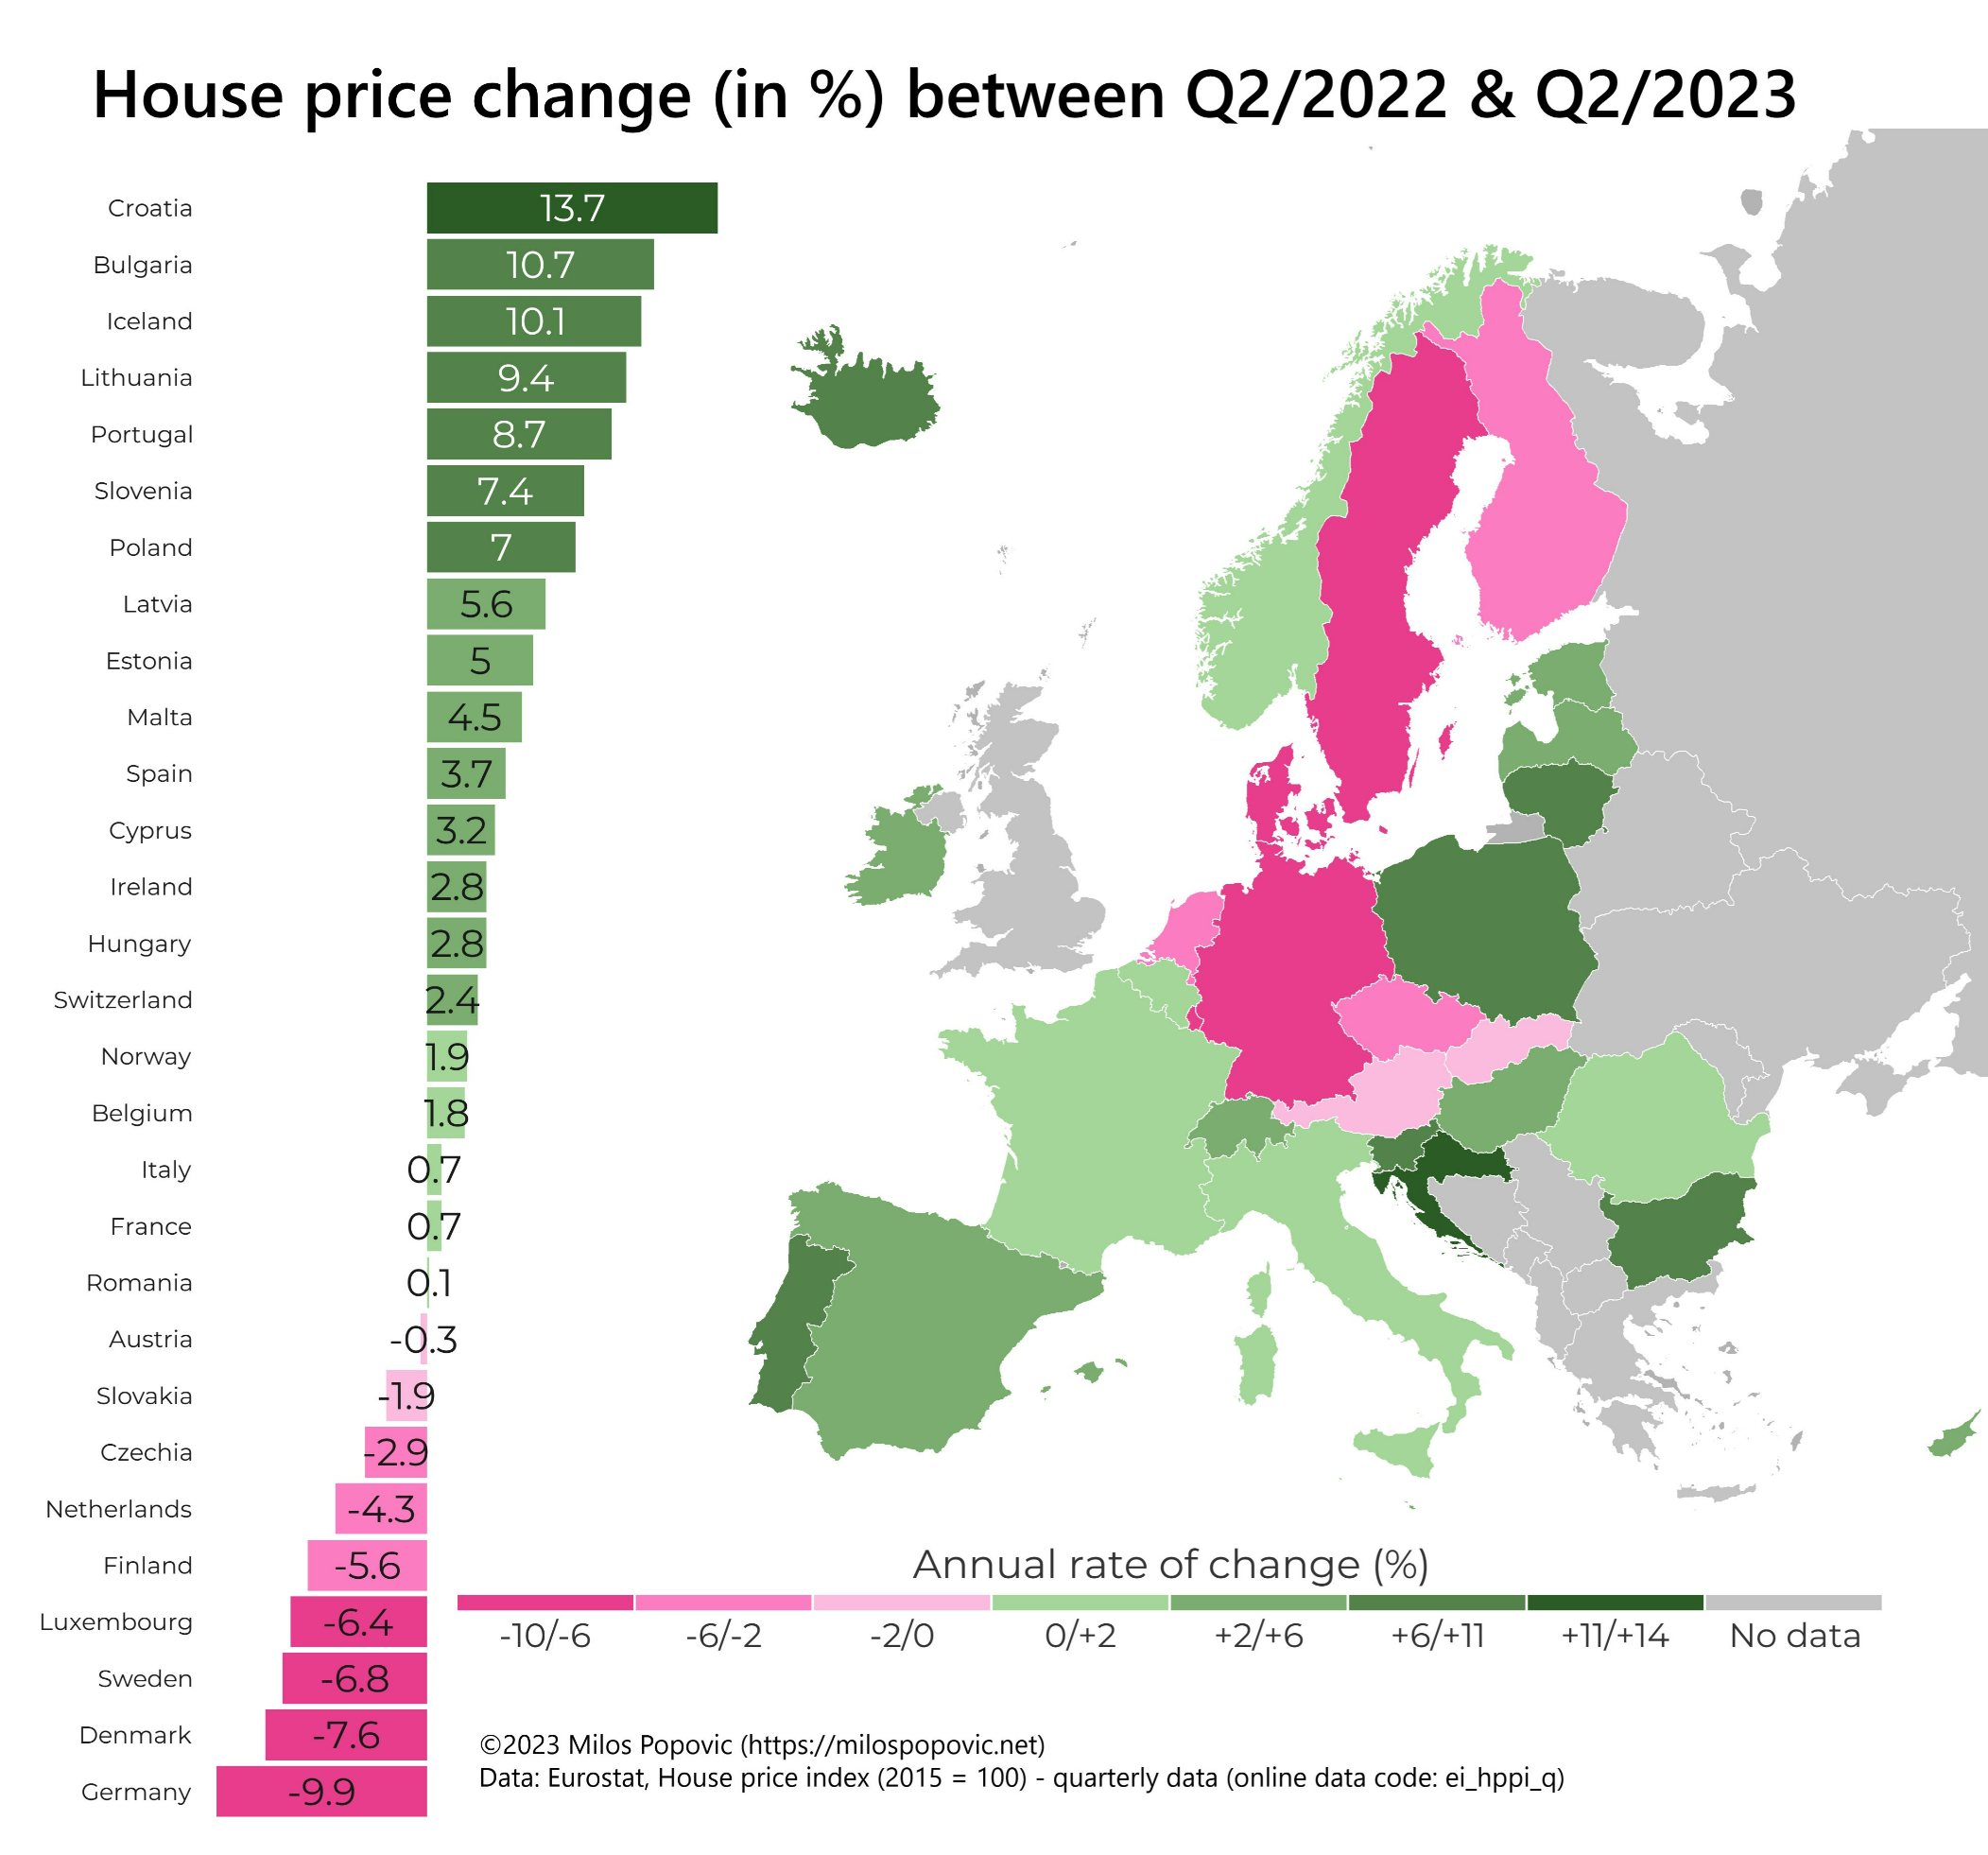 House price change (in %) between Q2/2022 & Q2/2023
Croatia 13.7
Bulgaria 10.7
Iceland 10.1
Lithuania 9.4
Portugal 8.7
Slovenia 7.4
Poland 7
Latvia 5.6
Estonia 5
Malta 4.5
Spain 3.7
Cyprus 3.2
Ireland 2.8
Hungary 2.8
Switzerland 2.4
Norway 1.9
Belgium 1.8
Italy 0.7
France 0.7
Romania 0.1
Austria -0.3
Slovakia -1.9
Czechia -2.9
Netherlands -4.3
Finland -5.6
Luxembourg -6.4
Sweden -6.8
Denmark -7.6
Germany -9.9
Annual rate of change (%)
-10/-6 -6/-2 -2/0 0/+2 +2/+6 +6/+11 +11/+14 No data
©2023 Milos Popovic (https://milospopovic.net)
Data: Eurostat, House price index (2015 = 100) - quarterly data (online data code: ei_hppi_q)